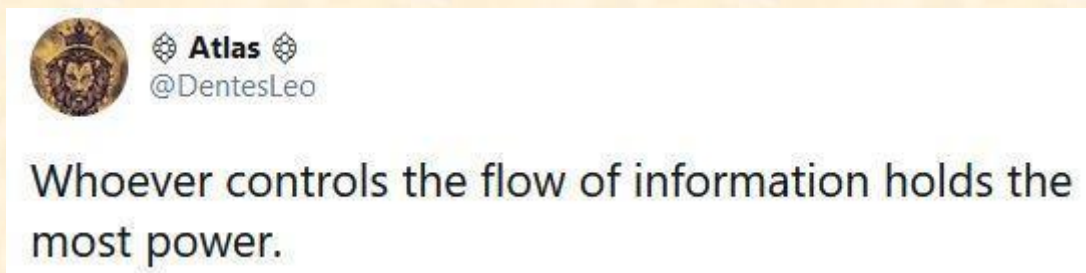 Atlas
@DentesLeo
Whoever controls the flow of information holds the
most power.